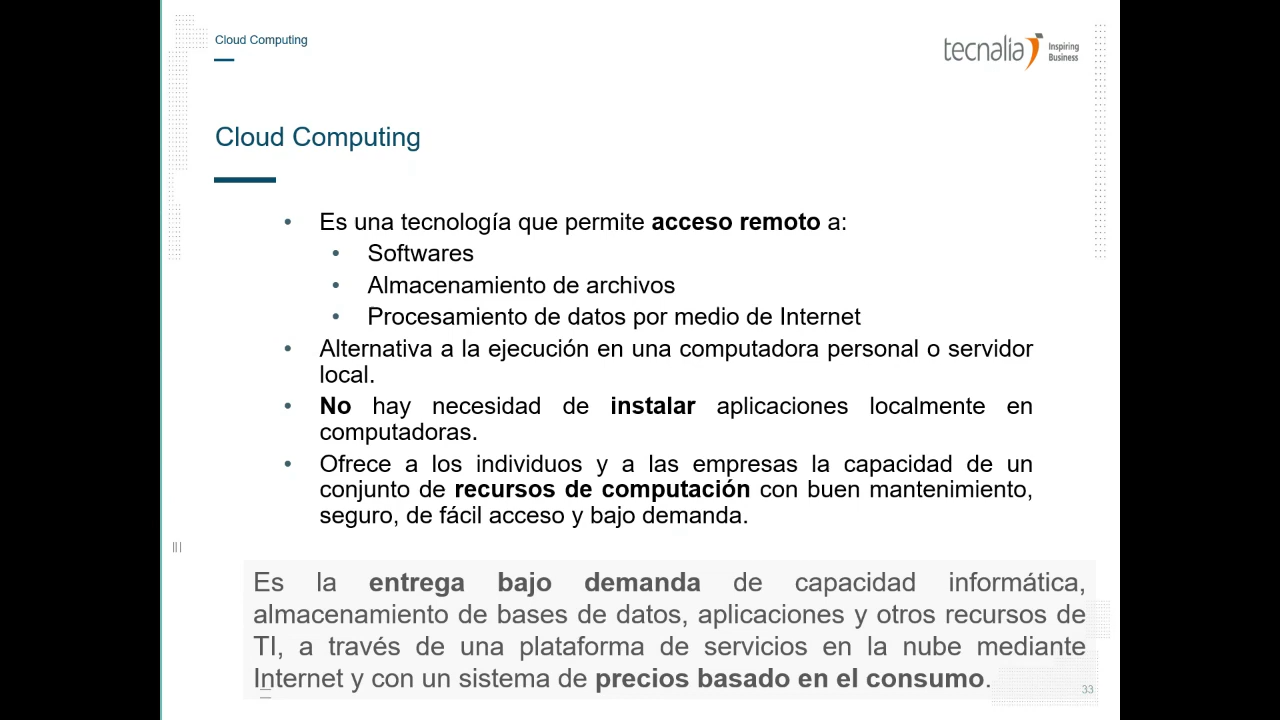 Cloud Computing
tecnalia Inspiring
Business
Cloud Computing
• Es una tecnología que permite acceso remoto a:
• Softwares
• Almacenamiento de archivos
• Procesamiento de datos por medio de Internet
• Alternativa a la ejecución en una computadora personal o servidor
local.
• No hay necesidad de instalar aplicaciones localmente en
computadoras.
• Ofrece a los individuos y a las empresas la capacidad de un
conjunto de recursos de computación con buen mantenimiento,
seguro, de fácil acceso y bajo demanda.
Es la entrega bajo demanda de capacidad informática,
almacenamiento de bases de datos, aplicaciones y otros recursos de
TI, a través de una plataforma de servicios en la nube mediante
Internet y con un sistema de precios basado en el consumo.
33